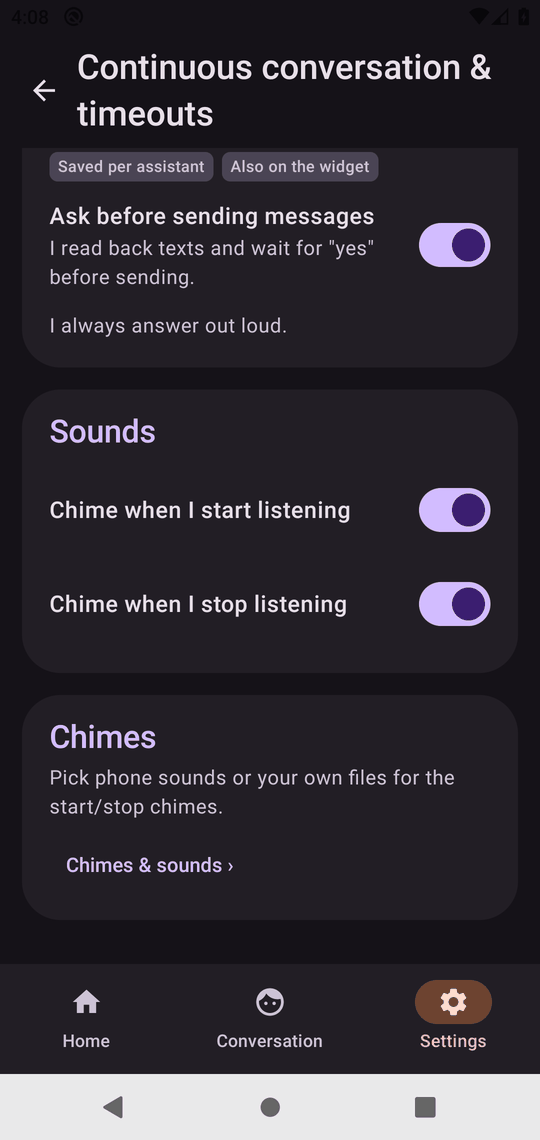 4:08
Continuous conversation &
timeouts
Saved per assistant
Also on the widget
Ask before sending messages
I read back texts and wait for "yes"
before sending.
I always answer out loud.
Sounds
Chime when I start listening
Chime when I stop listening
Chimes
Pick phone sounds or your own files for the
start/stop chimes.
Chimes & sounds ›
Home
Conversation
Settings